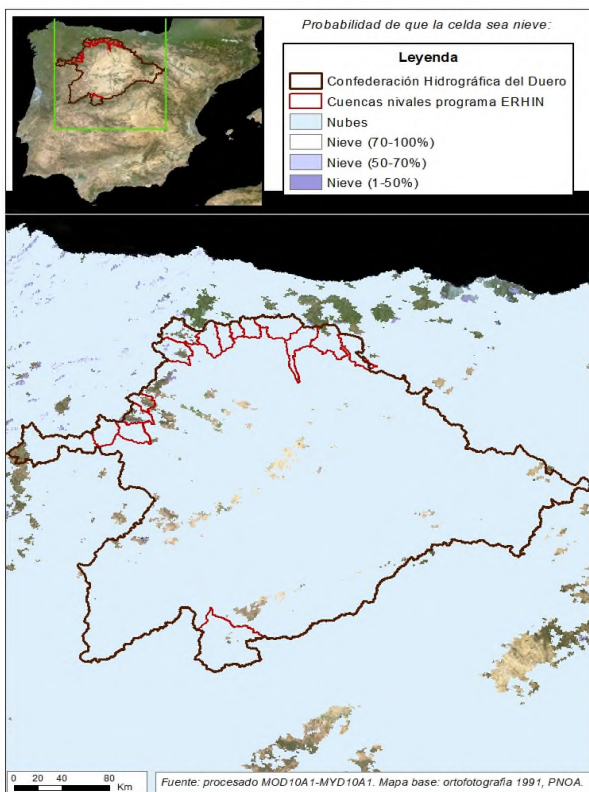 Probabilidad de que la celda sea nieve:
Leyenda
Confederación Hidrográfica del Duero
Cuencas nivales programa ERHIN
Nubes
Nieve (70-100%)
Nieve (50-70%)
Nieve (1-50%)
0 20 40 80
Km
Fuente: procesado MOD10A1-MYD10A1. Mapa base: ortofotografia 1991, PNOA.